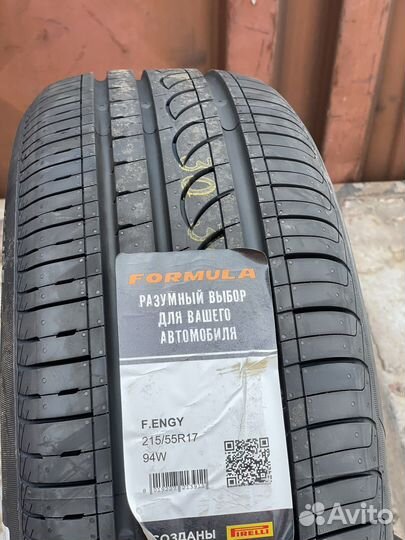 FORMULA
РАЗУМНЫЙ ВЫБОР
ДЛЯ ВАШЕГО
АВТОМОБИЛЯ
F.ENGY
215/55R17
94W
СОЗДАНЫ
PIRELLI
Avito